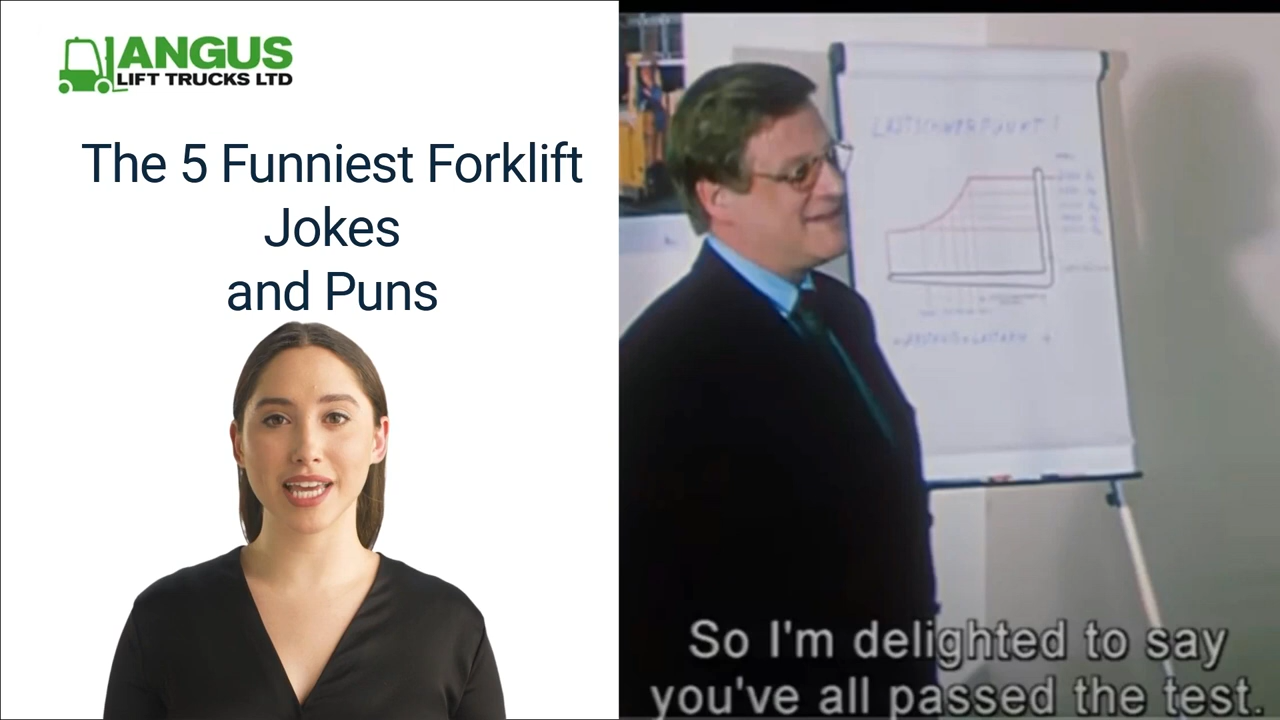 ANGUS
LIFT TRUCKS LTD
The 5 Funniest Forklift
Jokes
and Puns
LASTSCHWERPUNKT
So I'm delighted to say
you've all passed the test.